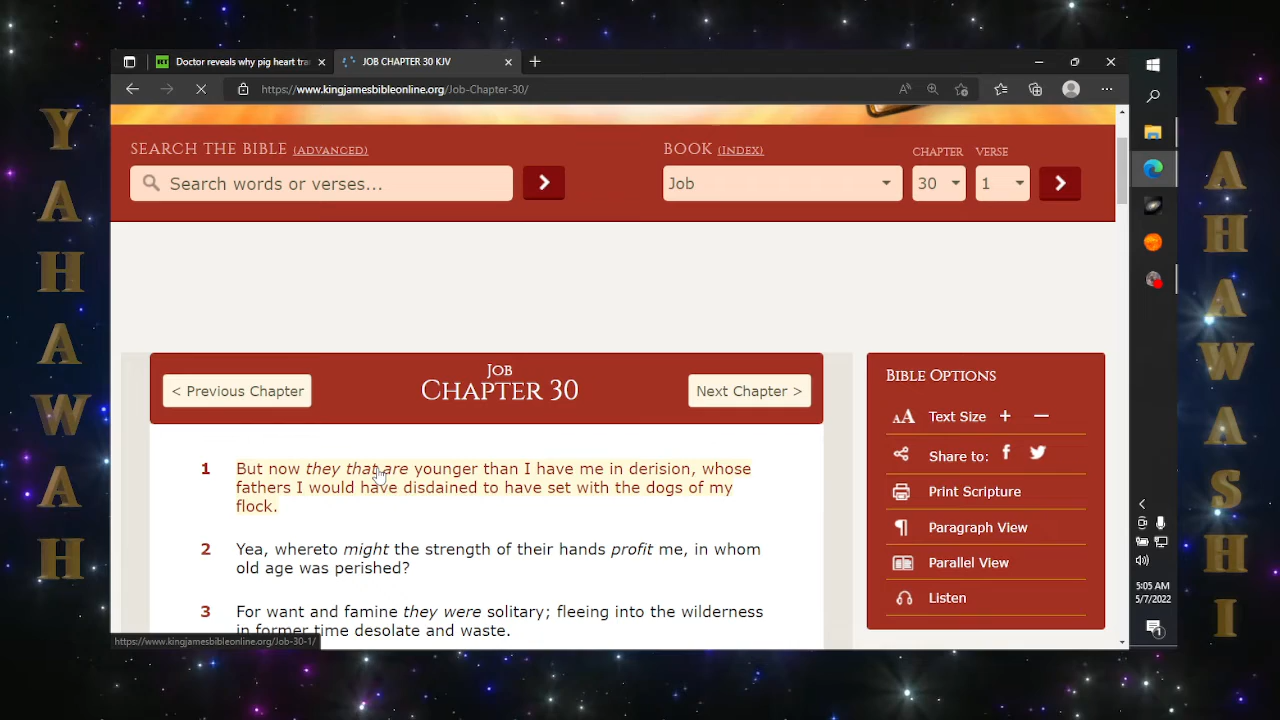 Doctor reveals why pig heart tra
JOB CHAPTER 30 KJV
https://www.kingjamesbibleonline.org/Job-Chapter-30/
SEARCH THE BIBLE (ADVANCED)
BOOK (INDEX)
CHAPTER
VERSE
Search words or verses...
Job
30
1
JOB
CHAPTER 30
< Previous Chapter
Next Chapter >
1 But now they that are younger than I have me in derision, whose
fathers I would have disdained to have set with the dogs of my
flock.
2 Yea, whereto might the strength of their hands profit me, in whom
old age was perished?
3 For want and famine they were solitary; fleeing into the wilderness
in former time desolate and waste.
BIBLE OPTIONS
AA Text Size + —
Share to:
Print Scripture
Paragraph View
Parallel View
Listen
https://www.kingjamesbibleonline.org/Job-30-1/
5:05 AM
5/7/2022
1
YAHAWAH
YAHAWASHI
RT